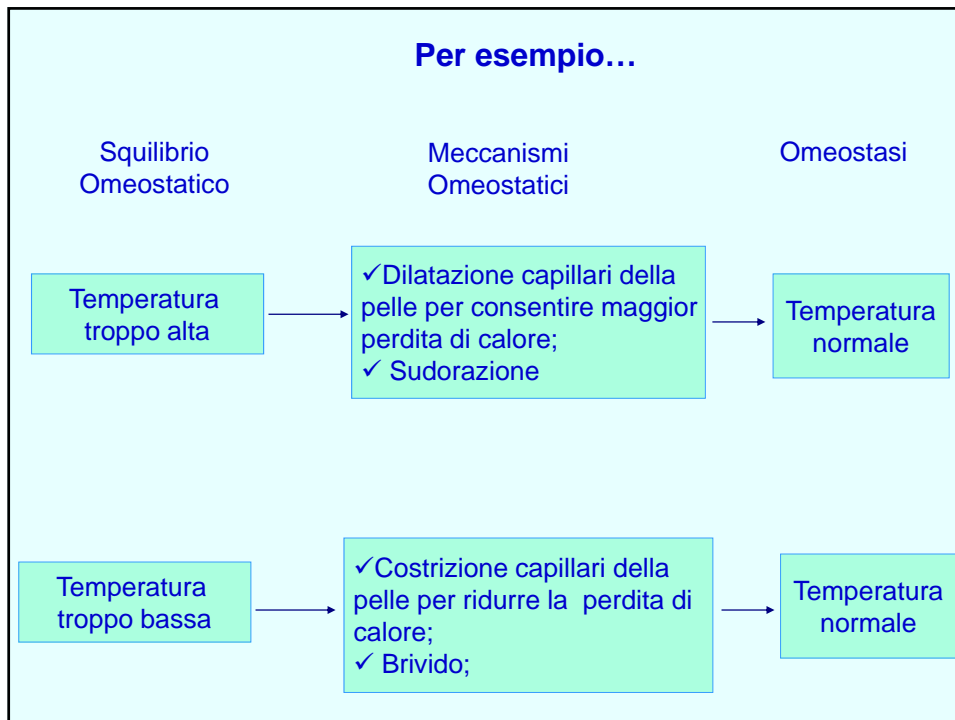 Per esempio…
Squilibrio
Omeostatico
Meccanismi
Omeostatici
Omeostasi
Temperatura
troppo alta
✓Dilatazione capillari della
pelle per consentire maggior
perdita di calore;
✓ Sudorazione
Temperatura
normale
Temperatura
troppo bassa
✓Costrizione capillari della
pelle per ridurre la perdita di
calore;
✓ Brivido;
Temperatura
normale